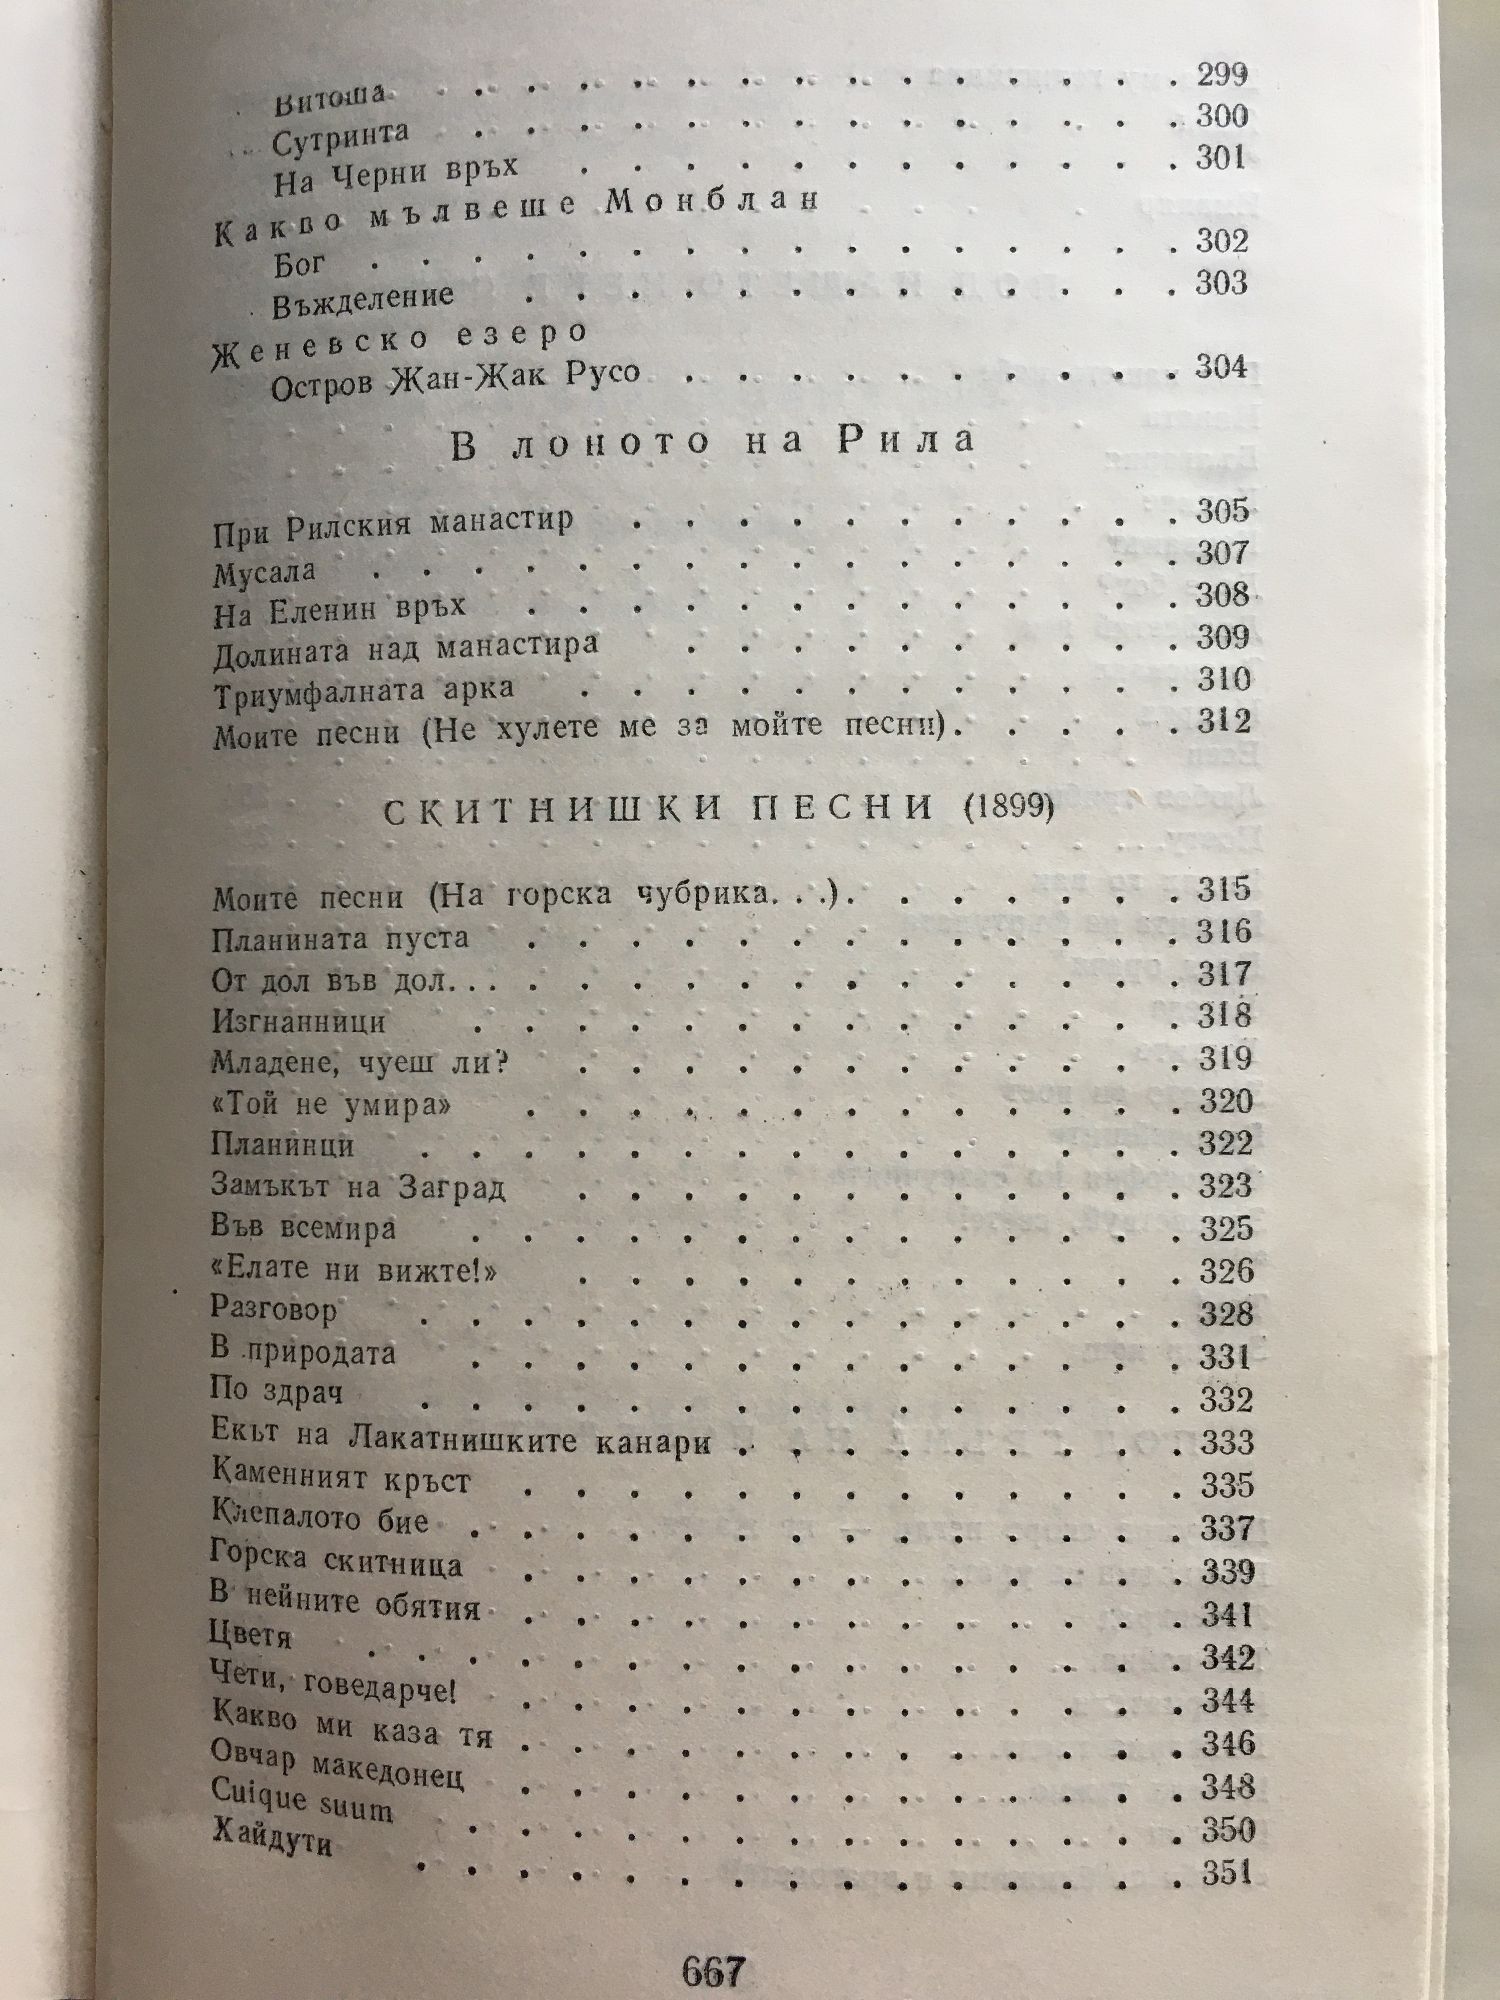 Витоша . . . . . . . . . . . . . . 299
Сутринта . . . . . . . . . . . . . . 300
На Черни връх . . . . . . . . . . . . 301
Какво мълвеше Монблан
Бог . . . . . . . . . . . . . . . . 302
Въжделение . . . . . . . . . . . . . 303
Женевско езеро
Остров Жан-Жак Русо . . . . . . . . . . 304
В лоното на Рила
При Рилския манастир . . . . . . . . . . . 305
Мусала . . . . . . . . . . . . . . . . 307
На Еленин връх . . . . . . . . . . . . . 308
Долината над манастира . . . . . . . . . . 309
Триумфалната арка . . . . . . . . . . . . 310
Моите песни (Не хулете ме за мойте песни). . . . . 312
СКИТНИШКИ ПЕСНИ (1899)
Моите песни (На горска чубрика. . .). . . . . . . 315
Планината пуста . . . . . . . . . . . . . 316
От дол във дол. . . . . . . . . . . . . . . . 317
Изгнанници . . . . . . . . . . . . . . 318
Младене, чуеш ли? . . . . . . . . . . . . 319
«Той не умира» . . . . . . . . . . . . . 320
Планинци . . . . . . . . . . . . . . . 322
Замъкът на Заград . . . . . . . . . . . . 323
Във всемира . . . . . . . . . . . . . . 325
«Елате ни вижте!» . . . . . . . . . . . . 326
Разговор . . . . . . . . . . . . . . . 328
В природата . . . . . . . . . . . . . . 331
По здрач . . . . . . . . . . . . . . . 332
Екът на Лакатнишките канари . . . . . . . . . 333
Каменният кръст . . . . . . . . . . . . . 335
Клепалото бие . . . . . . . . . . . . . . 337
Горска скитница . . . . . . . . . . . . . 339
В нейните обятия . . . . . . . . . . . . . 341
Цветя . . . . . . . . . . . . . . . . 342
Чети, говедарче! . . . . . . . . . . . . . 344
Какво ми каза тя . . . . . . . . . . . . . 346
Овчар македонец . . . . . . . . . . . . . 348
Cuique suum . . . . . . . . . . . . . . 350
Хайдути . . . . . . . . . . . . . . . 351
667